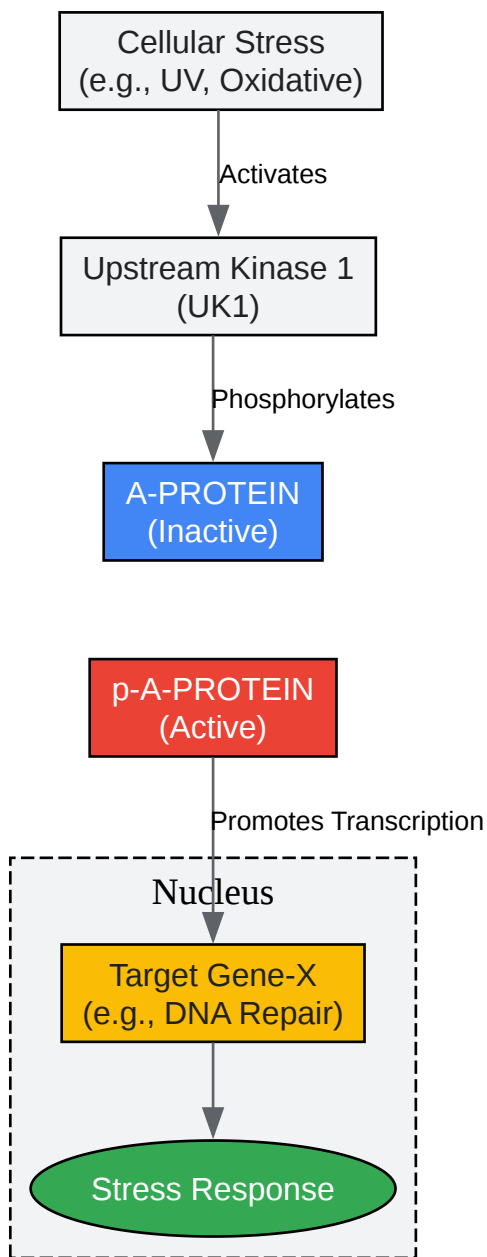 Cellular Stress
(e.g., UV, Oxidative)
Activates
Upstream Kinase 1
(UK1)
Phosphorylates
A-PROTEIN
(Inactive)
p-A-PROTEIN
(Active)
Promotes Transcription
Nucleus
Target Gene-X
(e.g., DNA Repair)
Stress Response